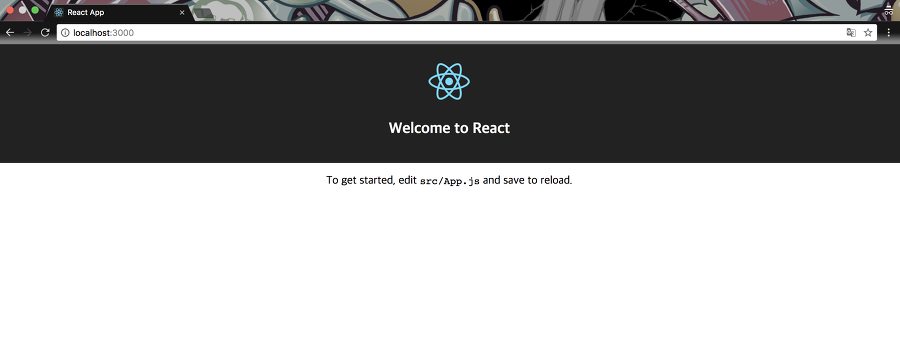 React App
localhost:3000
Welcome to React
To get started, edit src/App.js and save to reload.